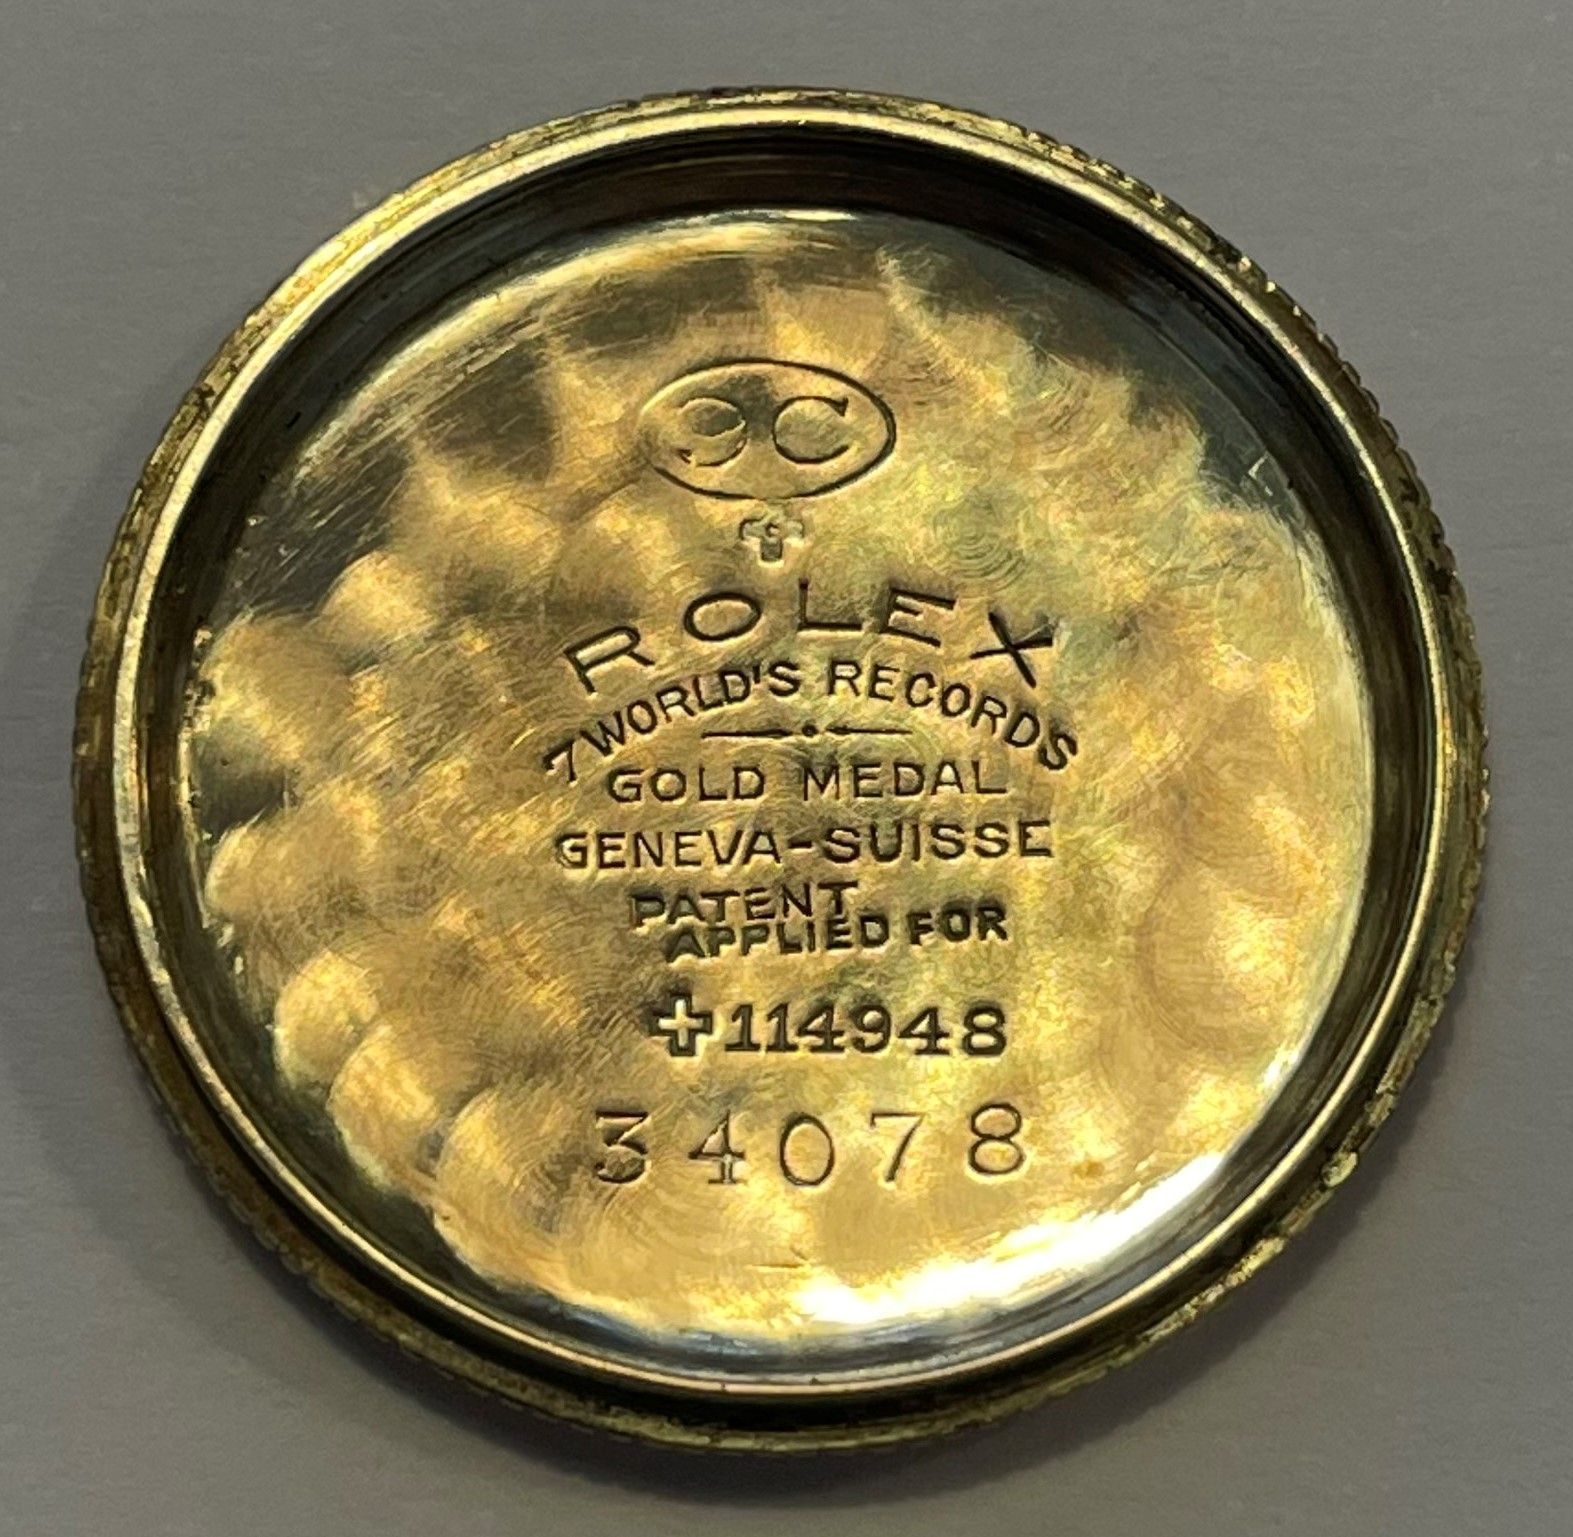 9C
ROLEX
7 WORLD'S RECORDS
GOLD MEDAL
GENEVA-SUISSE
PATENT
APPLIED FOR
✚114948
34078